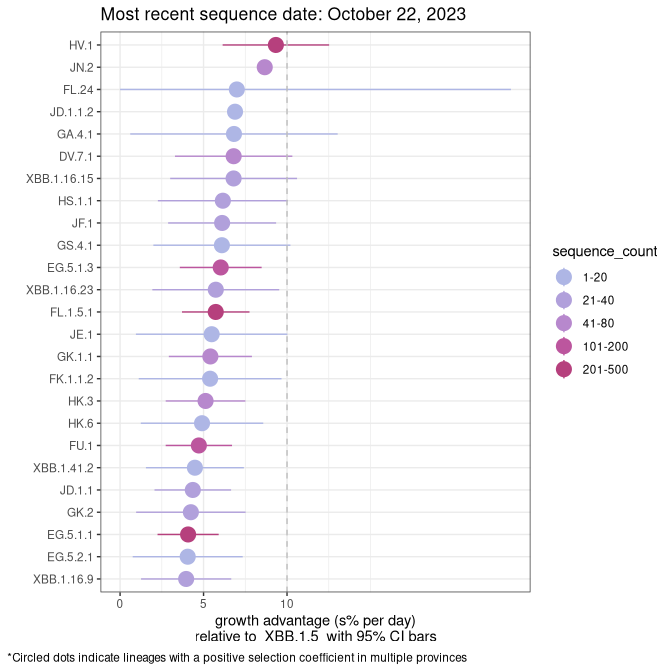 Most recent sequence date: October 22, 2023
HV.1
JN.2
FL.24
JD.1.1.2
GA.4.1
DV.7.1
XBB.1.16.15
HS.1.1
JF.1
GS.4.1
EG.5.1.3
XBB.1.16.23
FL.1.5.1
JE.1
GK.1.1
FK.1.1.2
HK.3
HK.6
FU.1
XBB.1.41.2
JD.1.1
GK.2
EG.5.1.1
EG.5.2.1
XBB.1.16.9
0 5 10
growth advantage (s% per day)
relative to XBB.1.5 with 95% CI bars
sequence_count
1-20
21-40
41-80
101-200
201-500
*Circled dots indicate lineages with a positive selection coefficient in multiple provinces